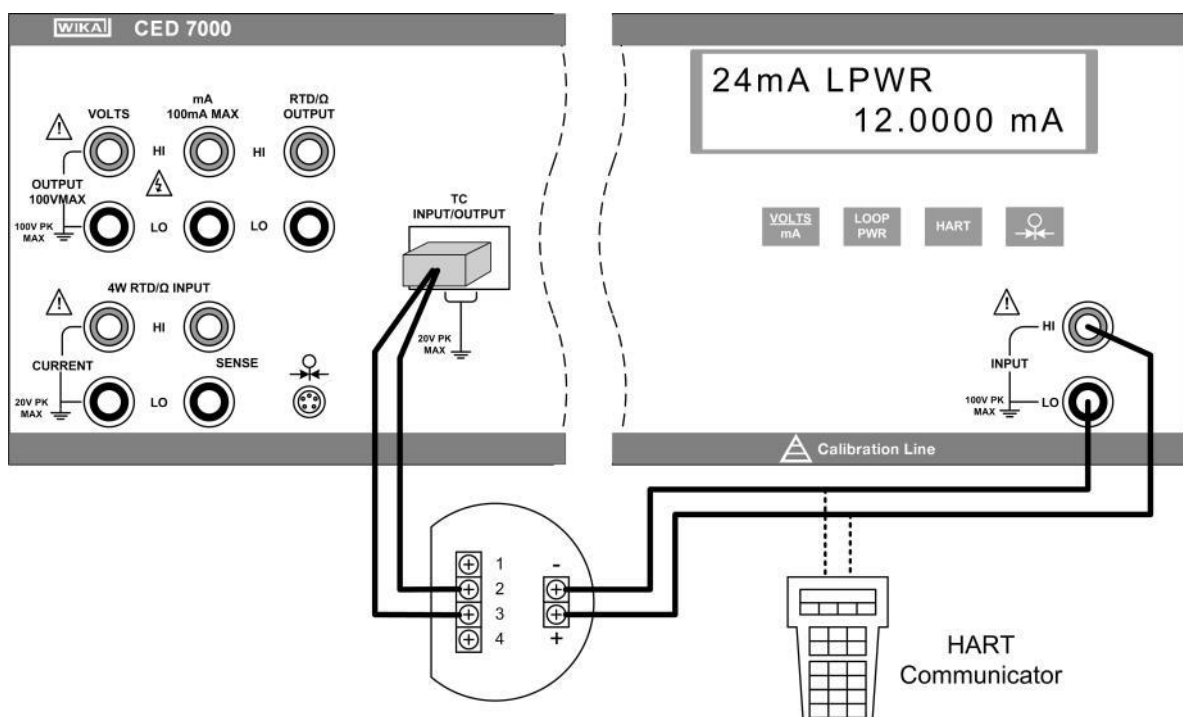 WIKA CED 7000
24mA LPWR
12.0000 mA
VOLTS
mA
100mA MAX
RTD/Ω
OUTPUT
HI
HI
OUTPUT
100VMAX
100V PK
MAX
LO
LO
TC
INPUT/OUTPUT
20V PK
MAX
4W RTD/Ω INPUT
HI
CURRENT
SENSE
20V PK
MAX
LO
VOLTS
mA
LOOP
PWR
HART
HI
INPUT
100V PK
MAX
LO
Calibration Line
1
2
3
4
-
+
HART
Communicator